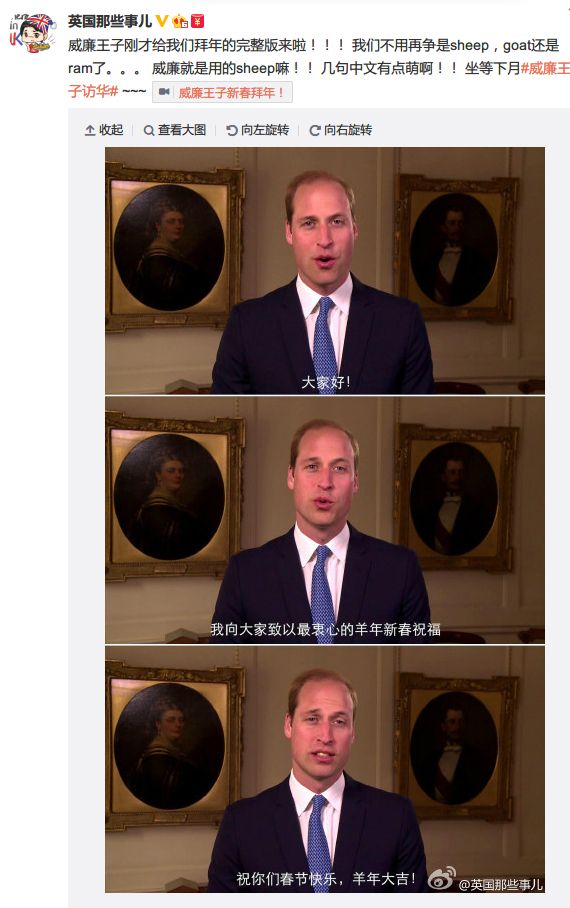 英国那些事儿
威廉王子刚才给我们拜年的完整版来啦！！！ 我们不用再争是sheep，goat还是
ram了。。。 威廉就是用的sheep嘛！！ 几句中文有点萌啊！！ 坐等下月#威廉王
子访华# ~~~ 威廉王子新春拜年！
收起 查看大图 向左旋转 向右旋转
大家好！
我向大家致以最衷心的羊年新春祝福
祝你们春节快乐，羊年大吉！
@英国那些事儿